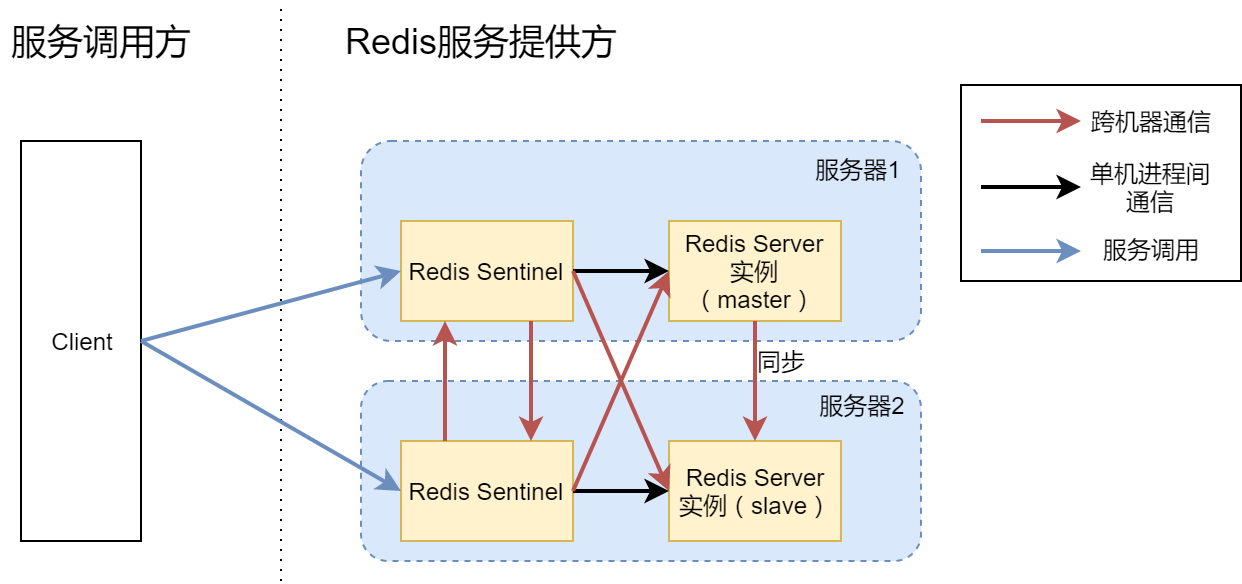 服务调用方
Redis服务提供方
跨机器通信
单机进程间
通信
服务调用
服务器1
Redis Sentinel
Redis Server
实例
（master）
Client
同步
服务器2
Redis Sentinel
Redis Server
实例（slave）